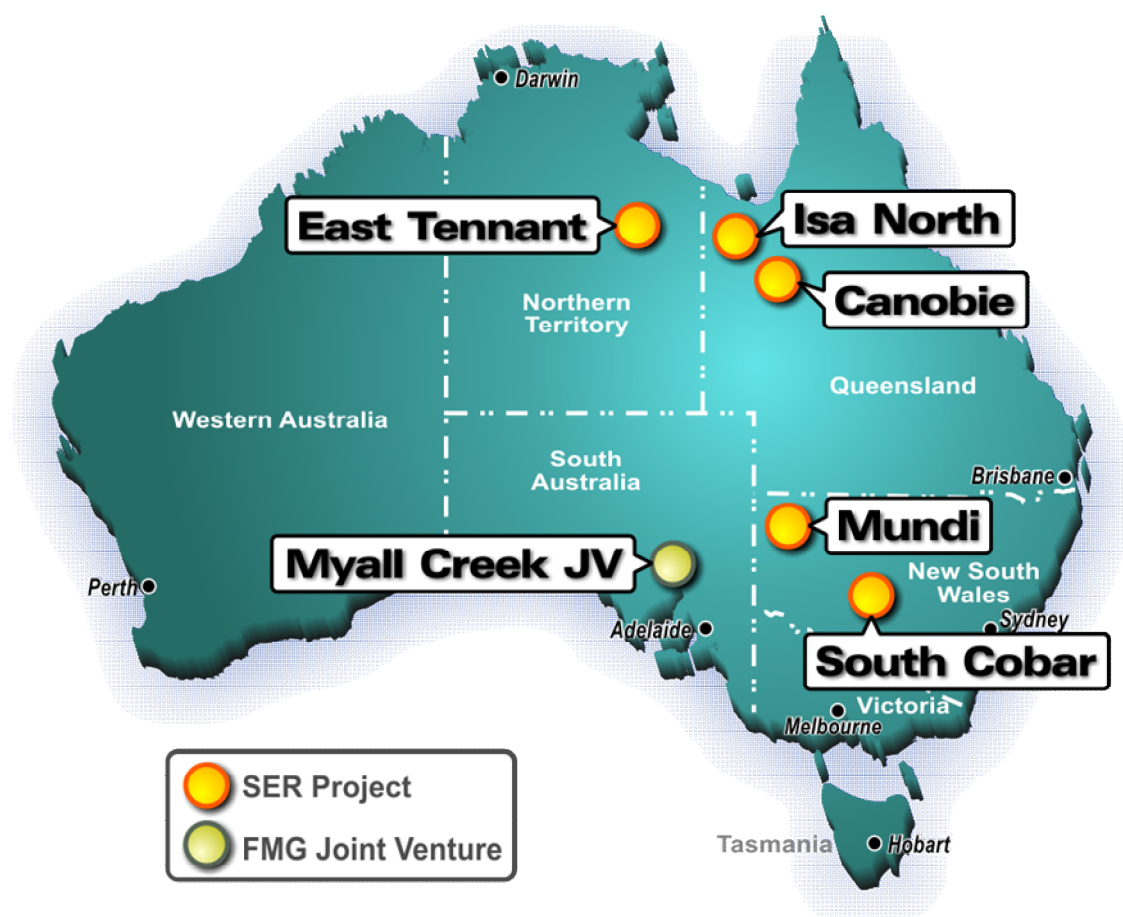 Darwin
East Tennant
Isa North
Canobie
Northern
Territory
Queensland
Western Australia
South
Australia
Brisbane
Mundi
Myall Creek JV
New South
Wales
Perth
Adelaide
Sydney
South Cobar
Victoria
Melbourne
SER Project
FMG Joint Venture
Tasmania
Hobart